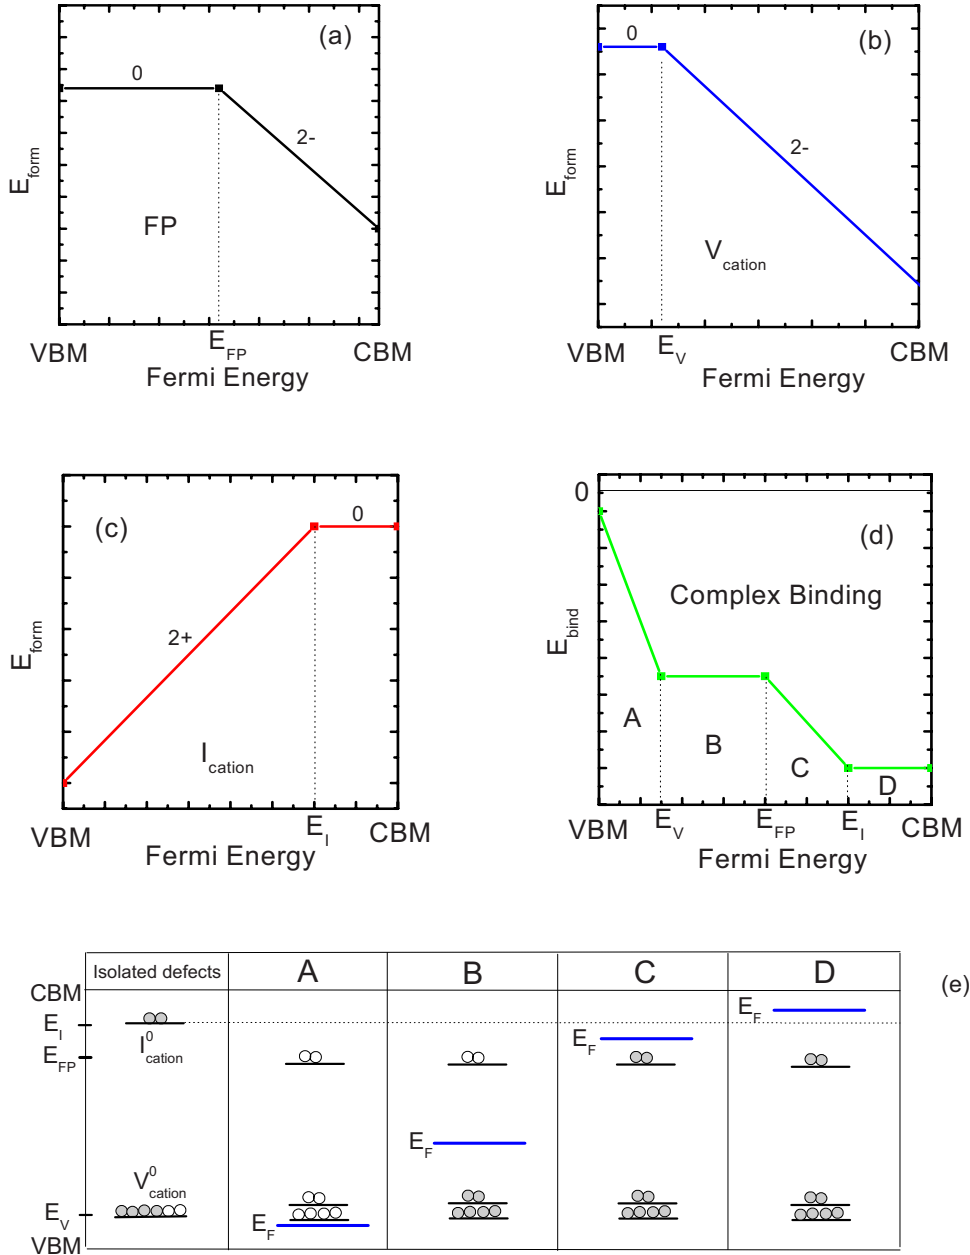 (a)
0
2-
E_form
FP
VBM E_FP CBM
Fermi Energy
(b)
0
2-
E_form
V_cation
VBM E_V CBM
Fermi Energy
(c)
0
2+
E_form
I_cation
VBM E_I CBM
Fermi Energy
0
(d)
Complex Binding
E_bind
A
B
C
D
VBM E_V E_FP E_I CBM
Fermi Energy
Isolated defects A B C D
(e)
CBM
E_I
I^0_cation
E_FP
V^0_cation
E_V
VBM
E_F
E_F
E_F
E_F